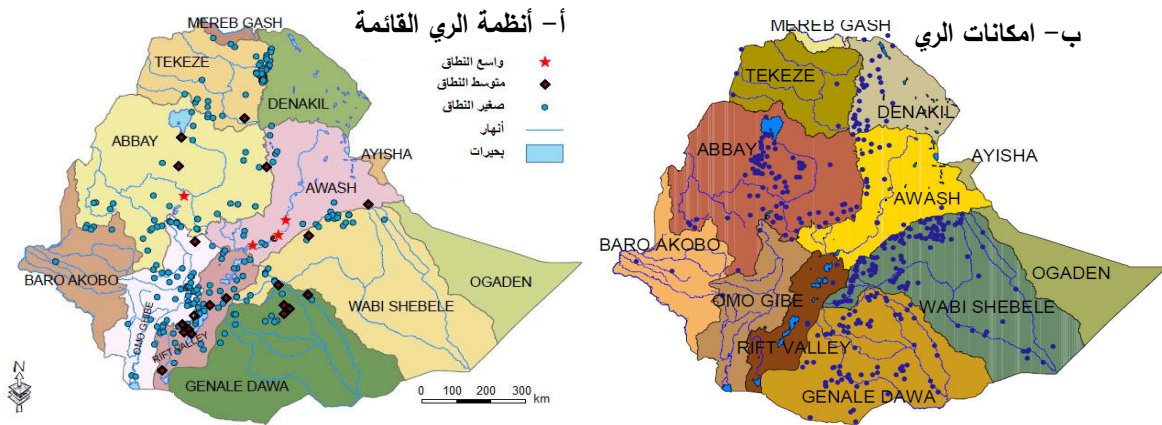 أ- أنظمة الري القائمة
واسع النطاق
متوسط النطاق
صغير النطاق
أنهار
بحيرات
MEREB GASH
TEKEZE
DENAKIL
ABBAY
AYISHA
AWASH
BARO AKOBO
OMO GIBE
RIFT VALLEY
WABI SHEBELE
OGADEN
GENALE DAWA
N
0 100 200 300
km
ب- امكانات الري
MEREB GASH
TEKEZE
DENAKIL
ABBAY
AYISHA
AWASH
BARO AKOBO
OMO GIBE
OGADEN
WABI SHEBELE
RIFT VALLEY
GENALE DAWA